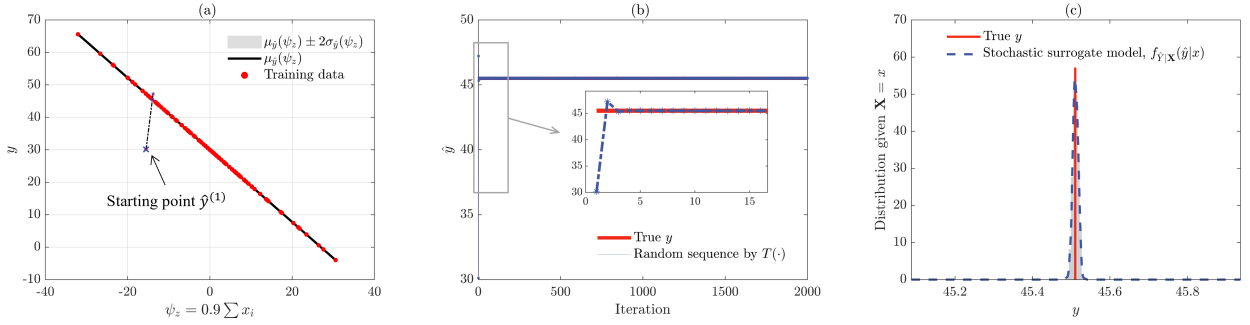 (a)
70
60
50
40
30
20
10
0
-10
y
μŷ(ψz) ± 2σŷ(ψz)
μŷ(ψz)
Training data
Starting point ŷ⁽¹⁾
-40
-20
0
20
40
ψz = 0.9 ∑ xi
(b)
50
45
40
35
30
ŷ
45
40
35
30
0
5
10
15
True y
Random sequence by T(·)
0
500
1000
1500
2000
Iteration
(c)
70
60
50
40
30
20
10
0
Distribution given X = x
True y
Stochastic surrogate model, fŶ|X(ŷ|x)
45.2
45.4
45.6
45.8
y